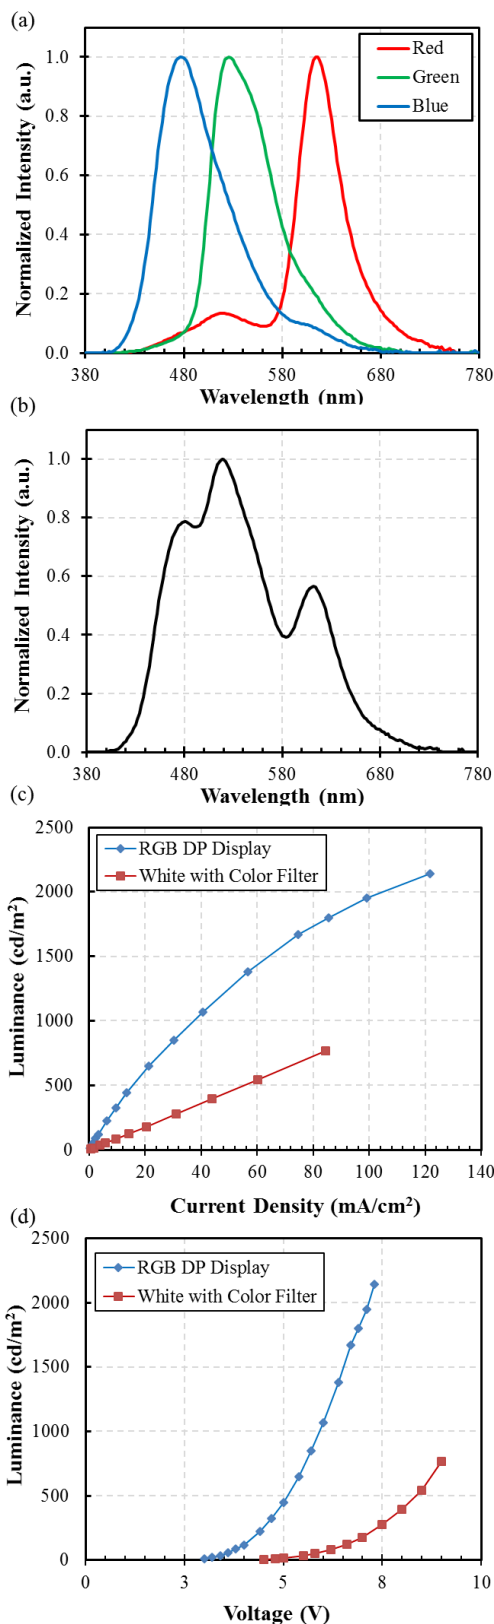 (a)
Normalized Intensity (a.u.)
1.0
0.8
0.6
0.4
0.2
0.0
Red
Green
Blue
380
480
580
680
780
Wavelength (nm)
(b)
Normalized Intensity (a.u.)
1.0
0.8
0.6
0.4
0.2
0.0
380
480
580
680
780
Wavelength (nm)
(c)
Luminance (cd/m²)
2500
2000
1500
1000
500
0
RGB DP Display
White with Color Filter
0
20
40
60
80
100
120
140
Current Density (mA/cm²)
(d)
Luminance (cd/m²)
2500
2000
1500
1000
500
0
RGB DP Display
White with Color Filter
0
3
5
8
10
Voltage (V)